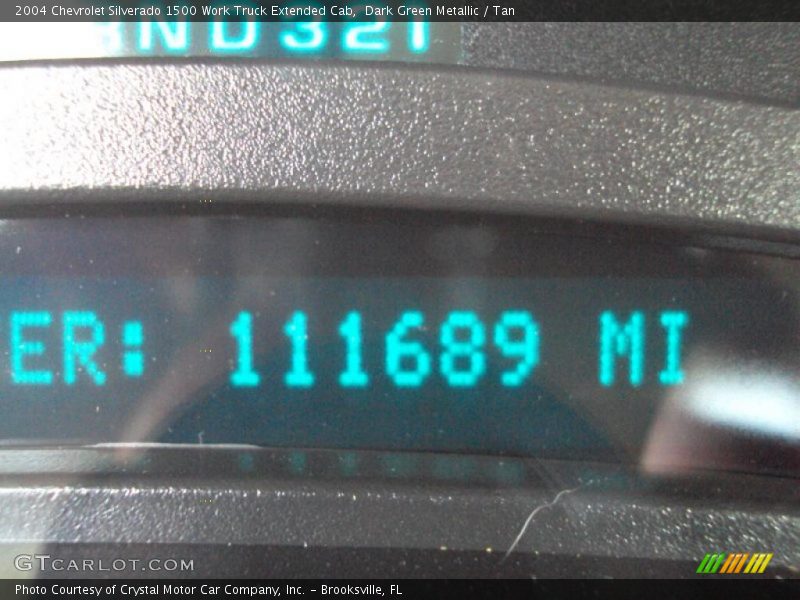 2004 Chevrolet Silverado 1500 Work Truck Extended Cab, Dark Green Metallic / Tan
ND321
ER: 111689 MI
GTCARLOT.COM
Photo Courtesy of Crystal Motor Car Company, Inc. – Brooksville, FL